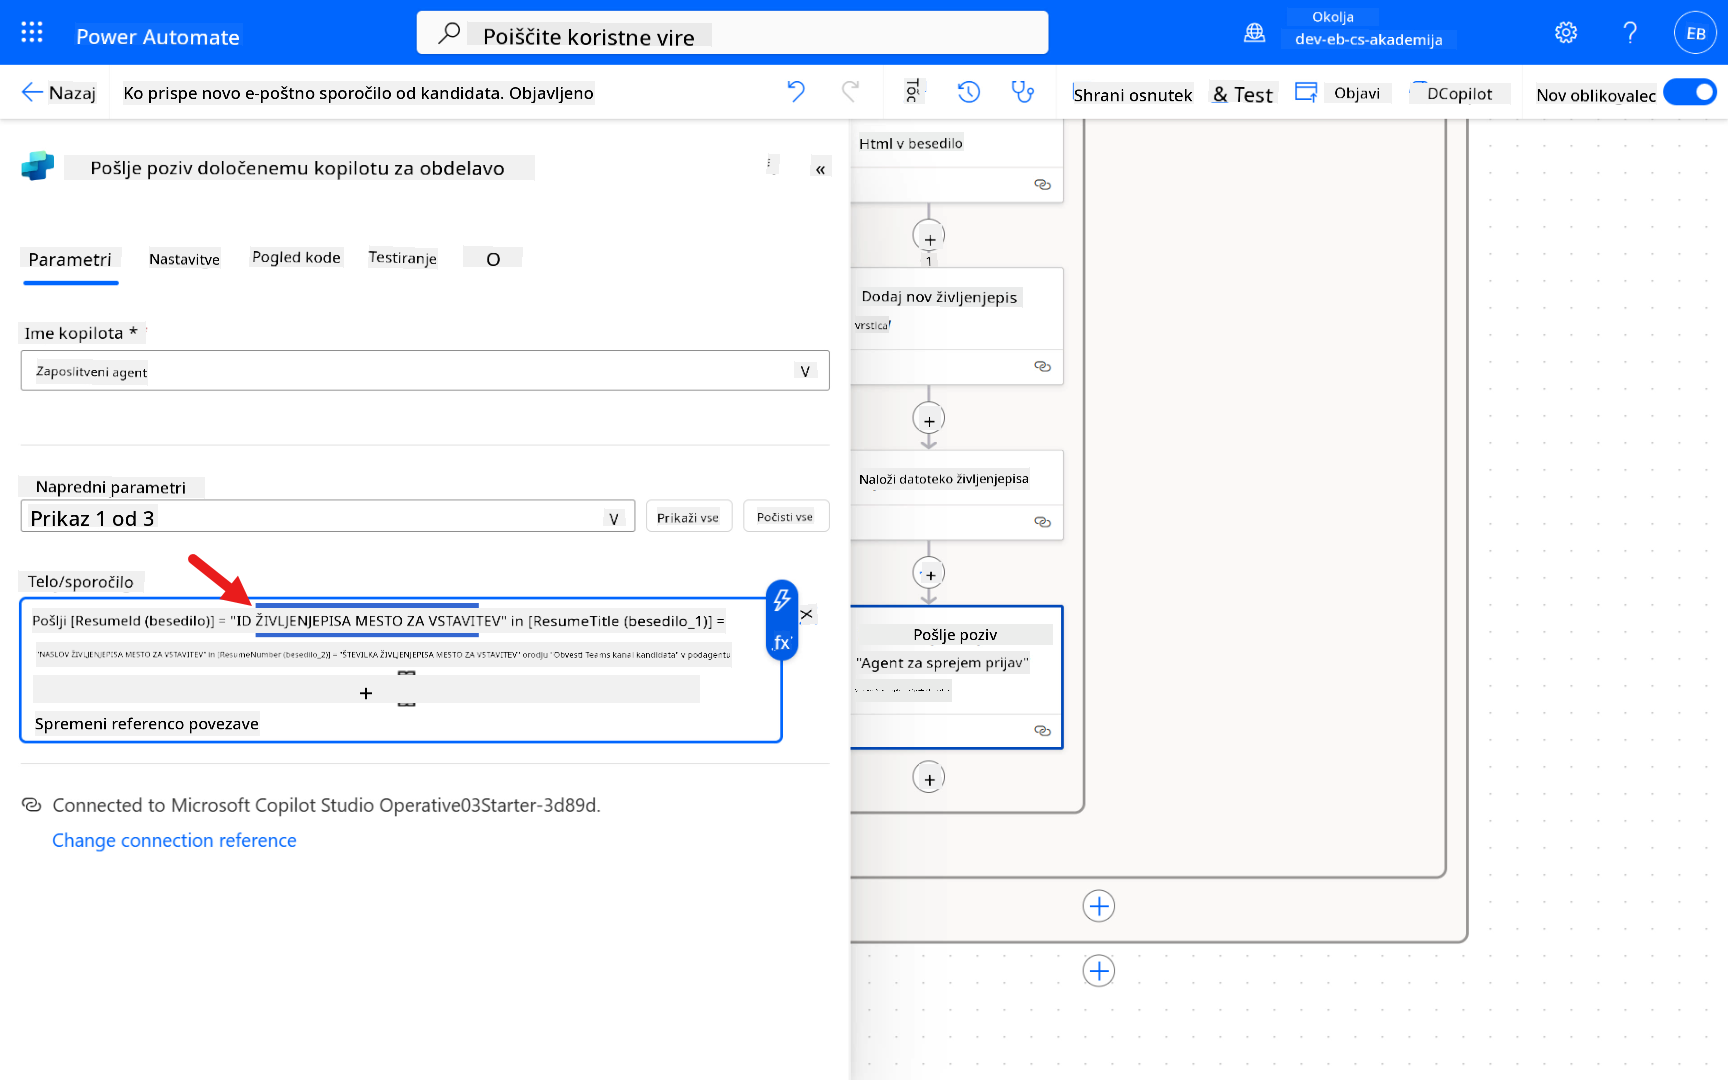 Power Automate
Poiščite koristne vire
Okolja
dev-eb-cs-akademija
EB
Nazaj
Ko prispe novo e-poštno sporočilo od kandidata. Objavljeno
Shrani osnutek
& Test
Objavi
DCopilot
Nov oblikovalec
Pošlje poziv določenemu kopilotu za obdelavo
Parametri
Nastavitve
Pogled kode
Testiranje
O
Ime kopilota *
Zaposlitveni agent
V
Napredni parametri
Prikaz 1 od 3
V
Prikaži vse
Počisti vse
Telo/sporočilo
Pošlji [ResumeId (besedilo)] = "ID ŽIVLJENJEPISA MESTO ZA VSTAVITEV" in [ResumeTitle (besedilo_1)] =
"NASLOV ŽIVLJENJEPISA MESTO ZA VSTAVITEV" in [ResumeNumber (besedilo_2)] = "ŠTEVILKA ŽIVLJENJEPISA MESTO ZA VSTAVITEV" orodju "Obvesti Teams kanal kandidata" v podagentu
+
Spremeni referenco povezave
fx
Connected to Microsoft Copilot Studio Operative03Starter-3d89d.
Change connection reference
Html v besedilo
1
Dodaj nov življenjepis
vrstica
Naloži datoteko življenjepisa
Pošlje poziv
"Agent za sprejem prijav"